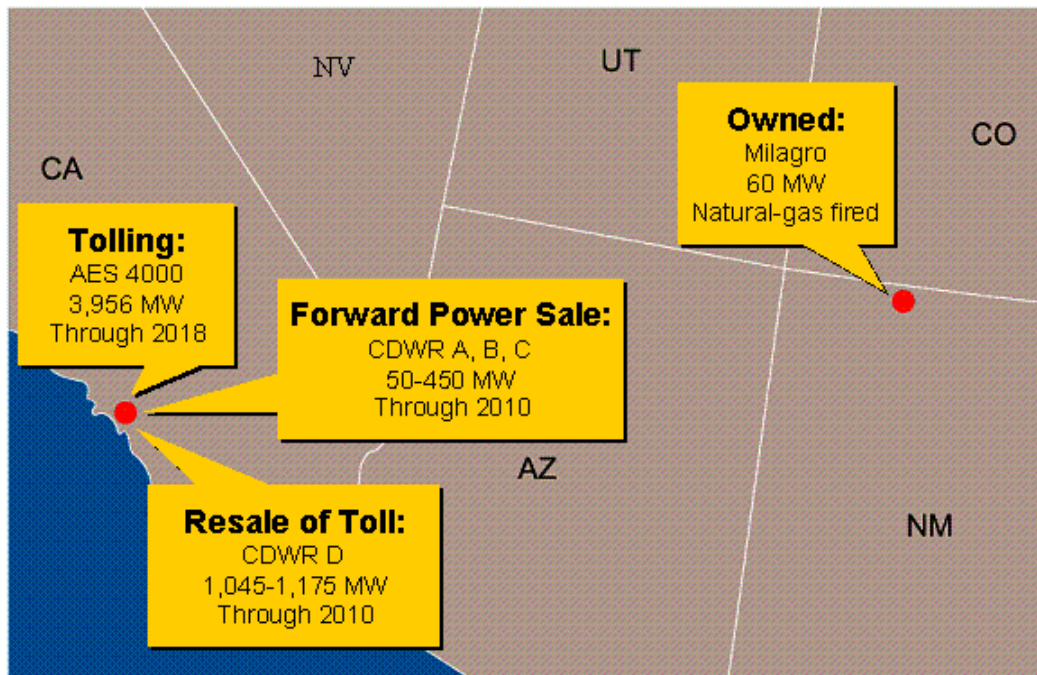 NV
UT
CO
CA
Owned:
Milagro
60 MW
Natural-gas fired
Tolling:
AES 4000
3,956 MW
Through 2018
Forward Power Sale:
CDWR A, B, C
50-450 MW
Through 2010
AZ
NM
Resale of Toll:
CDWR D
1,045-1,175 MW
Through 2010